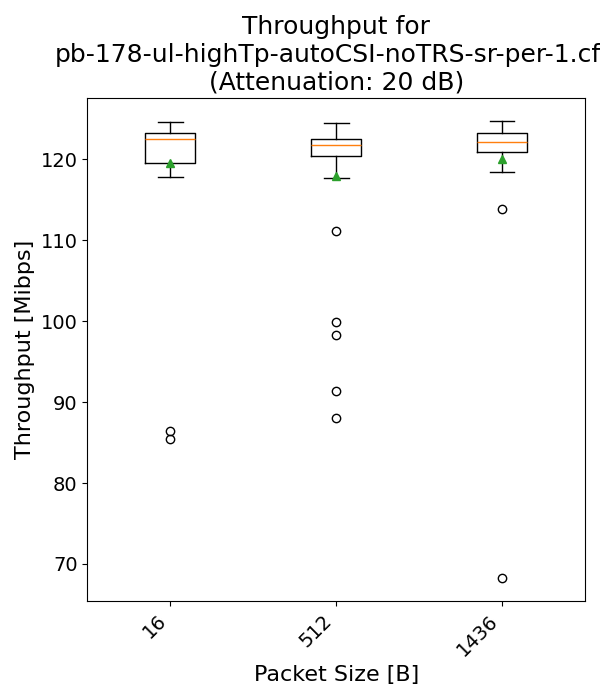 Throughput for
pb-178-ul-highTp-autoCSI-noTRS-sr-per-1.cf
(Attenuation: 20 dB)
Throughput [Mibps]
120
110
100
90
80
70
16
512
1436
Packet Size [B]